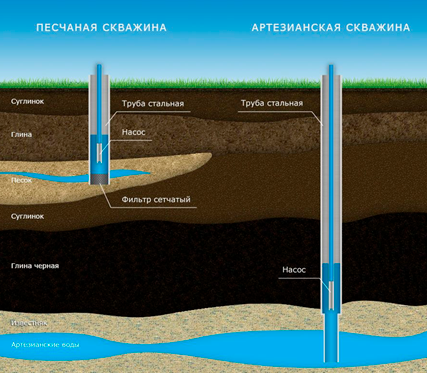 ПЕСЧАНАЯ СКВАЖИНА
АРТЕЗИАНСКАЯ СКВАЖИНА
Суглинок
Труба стальная
Труба стальная
Глина
Насос
Песок
Фильтр сетчатый
Суглинок
Глина черная
Насос
Известняк
Артезианские воды